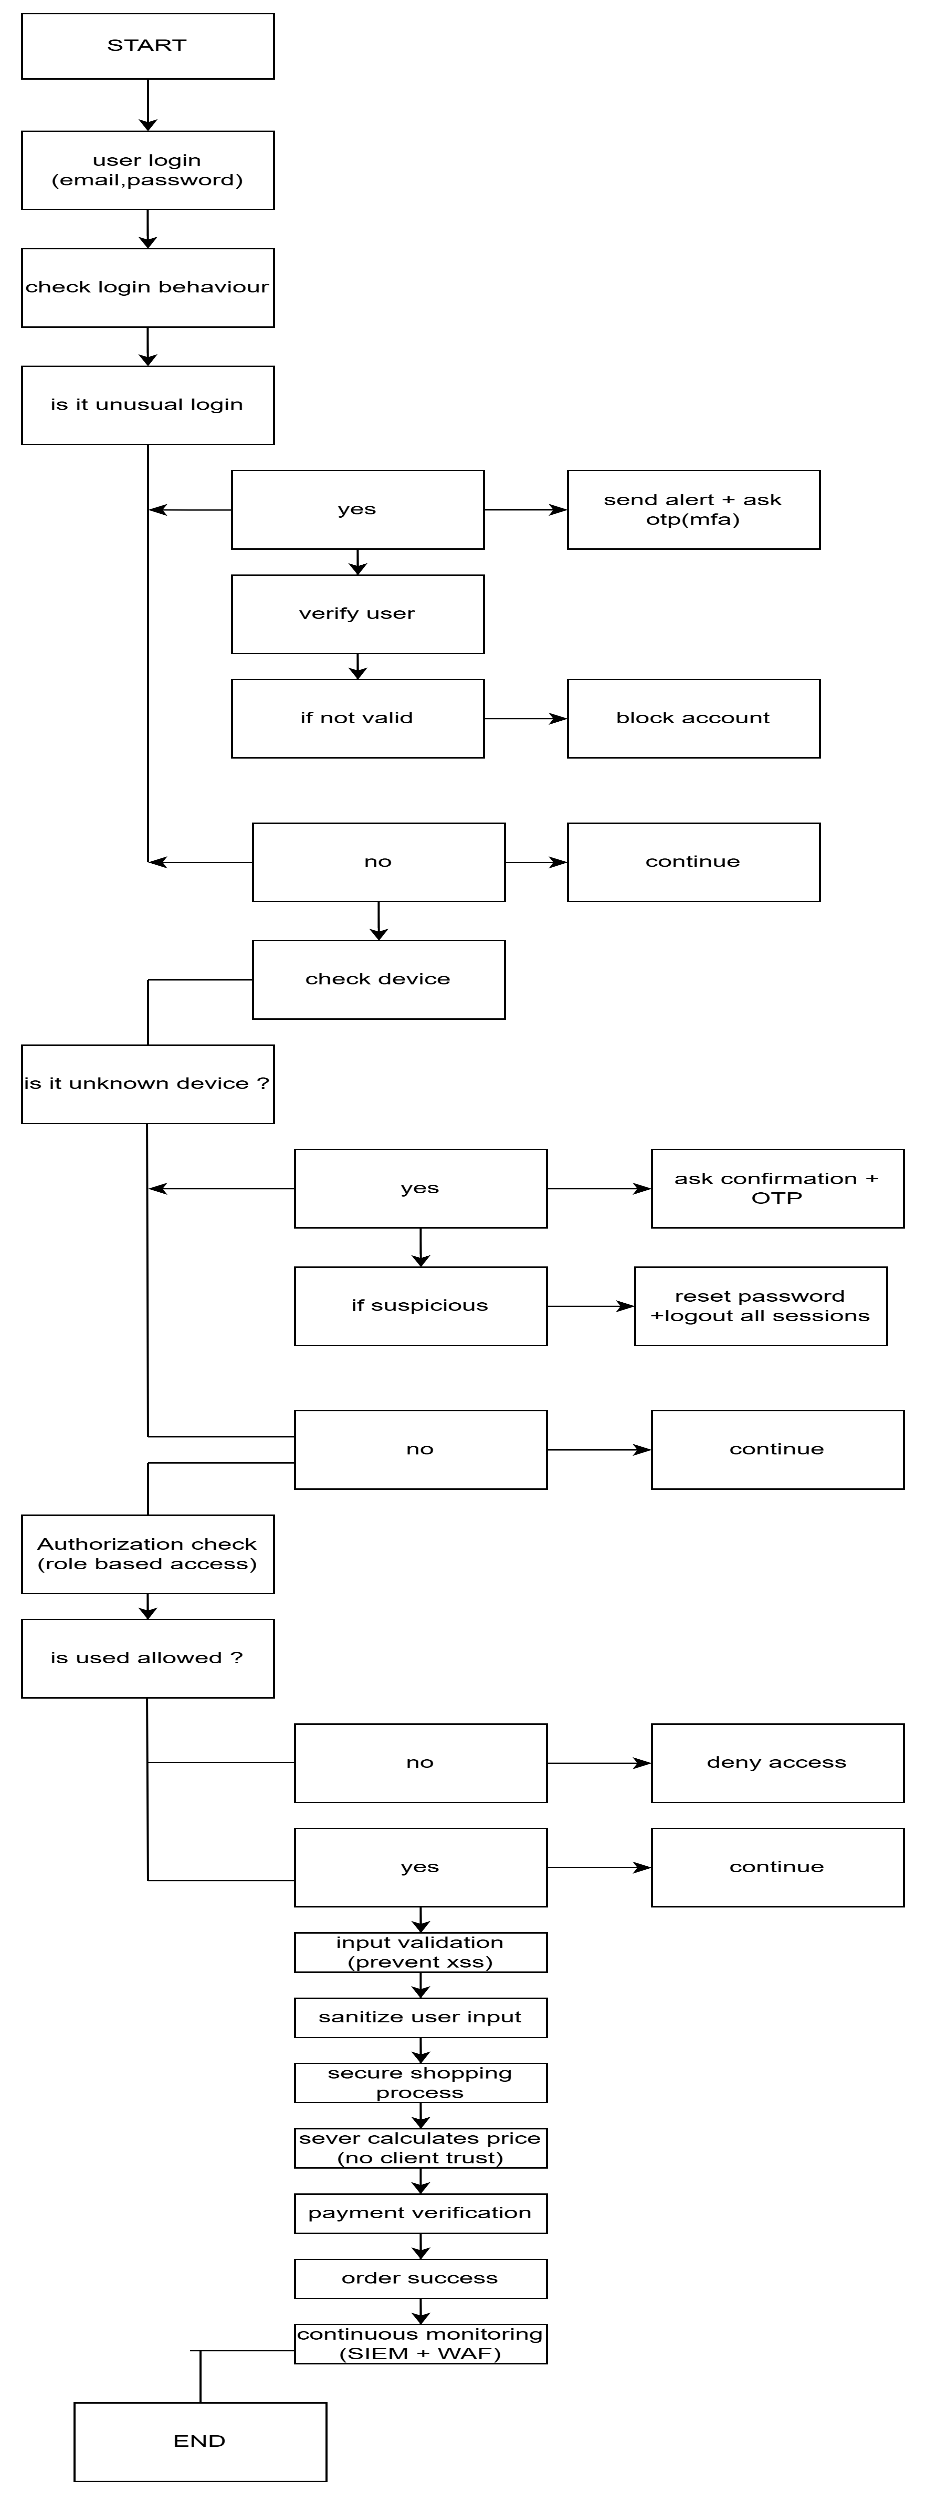 START
user login
(email,password)
check login behaviour
is it unusual login
yes
send alert + ask
otp(mfa)
verify user
if not valid
block account
no
continue
check device
is it unknown device ?
yes
ask confirmation +
OTP
if suspicious
reset password
+logout all sessions
no
continue
Authorization check
(role based access)
is used allowed ?
no
deny access
yes
continue
input validation
(prevent xss)
sanitize user input
secure shopping
process
sever calculates price
(no client trust)
payment verification
order success
continuous monitoring
(SIEM + WAF)
END